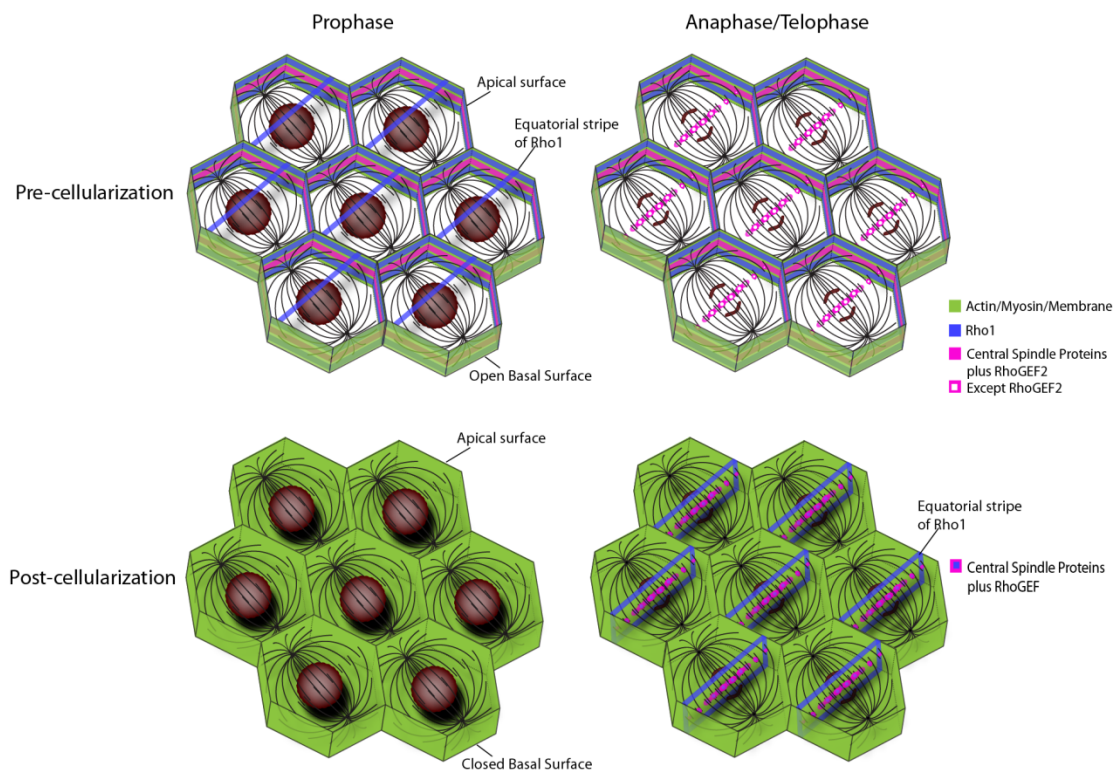 Prophase
Anaphase/Telophase
Apical surface
Equatorial stripe
of Rho1
Pre-cellularization
Open Basal Surface
Actin/Myosin/Membrane
Rho1
Central Spindle Proteins
plus RhoGEF2
Except RhoGEF2
Apical surface
Equatorial stripe
of Rho1
Post-cellularization
Central Spindle Proteins
plus RhoGEF
Closed Basal Surface